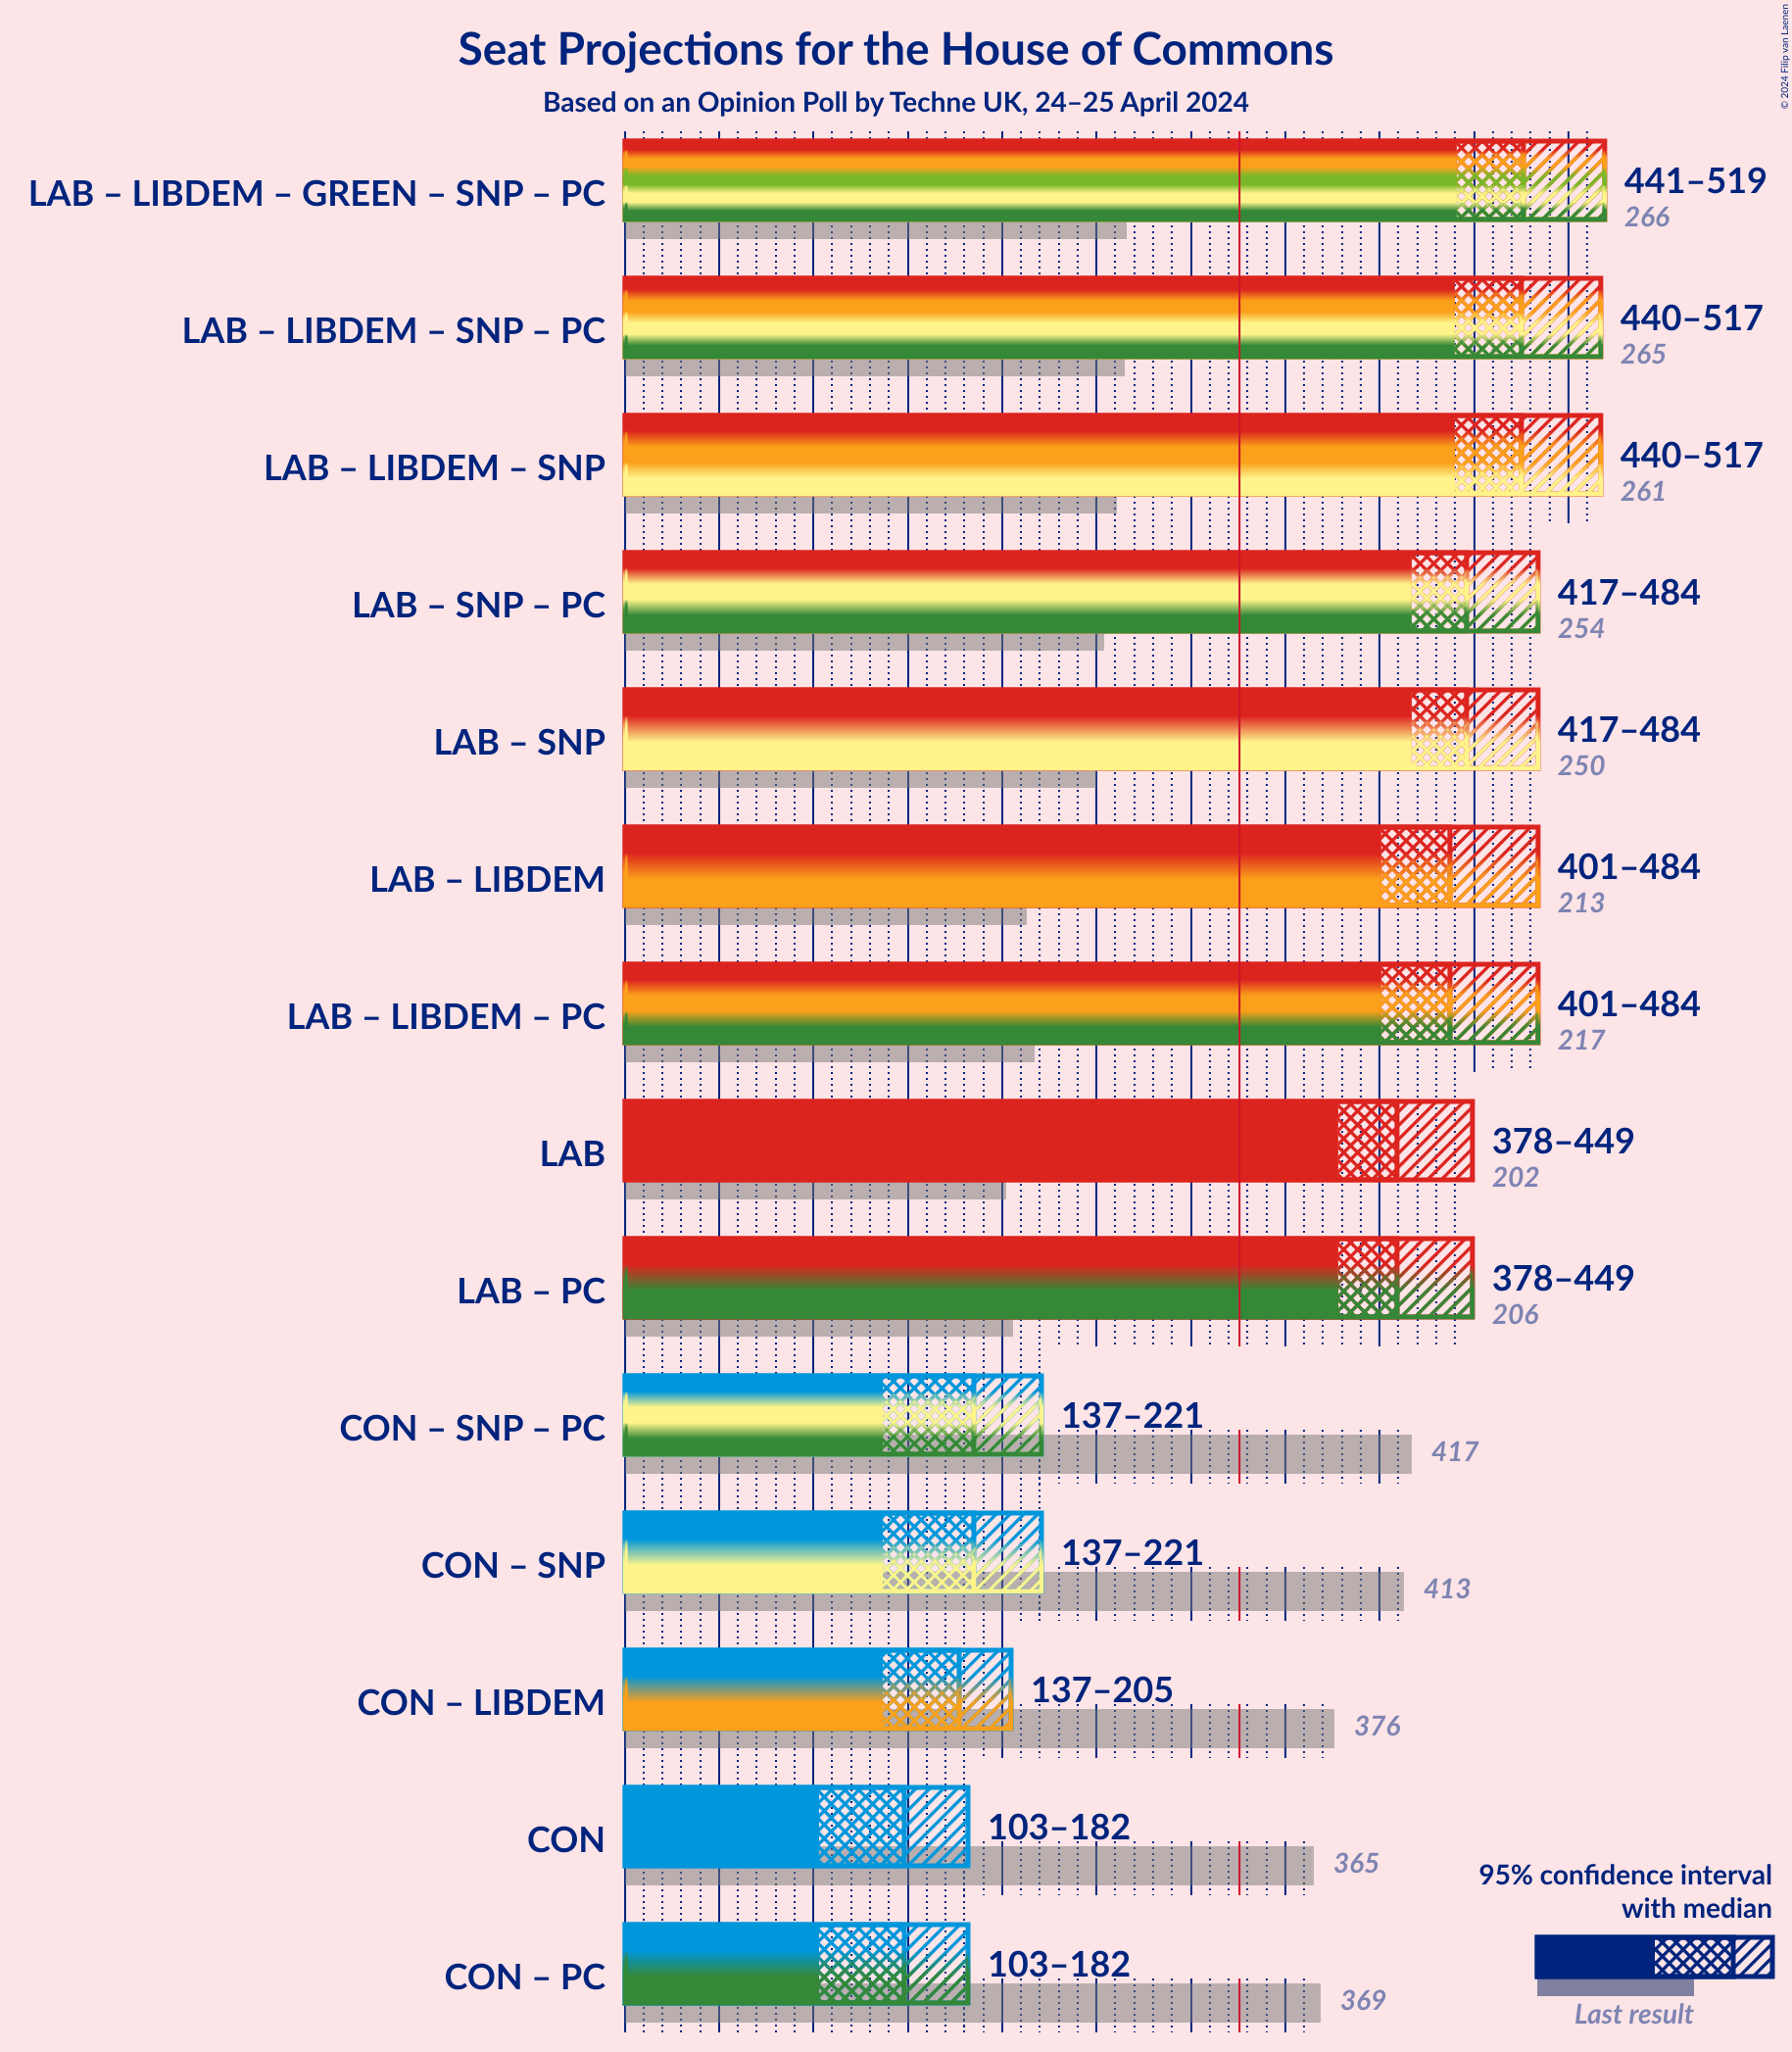 Seat Projections for the House of Commons
Based on an Opinion Poll by Techne UK, 24–25 April 2024
© 2024 Filip van Laenen
LAB – LIBDEM – GREEN – SNP – PC
441–519
266
LAB – LIBDEM – SNP – PC
440–517
265
LAB – LIBDEM – SNP
440–517
261
LAB – SNP – PC
417–484
254
LAB – SNP
417–484
250
LAB – LIBDEM
401–484
213
LAB – LIBDEM – PC
401–484
217
LAB
378–449
202
LAB – PC
378–449
206
CON – SNP – PC
137–221
417
CON – SNP
137–221
413
CON – LIBDEM
137–205
376
CON
103–182
365
CON – PC
103–182
369
95% confidence interval
with median
Last result